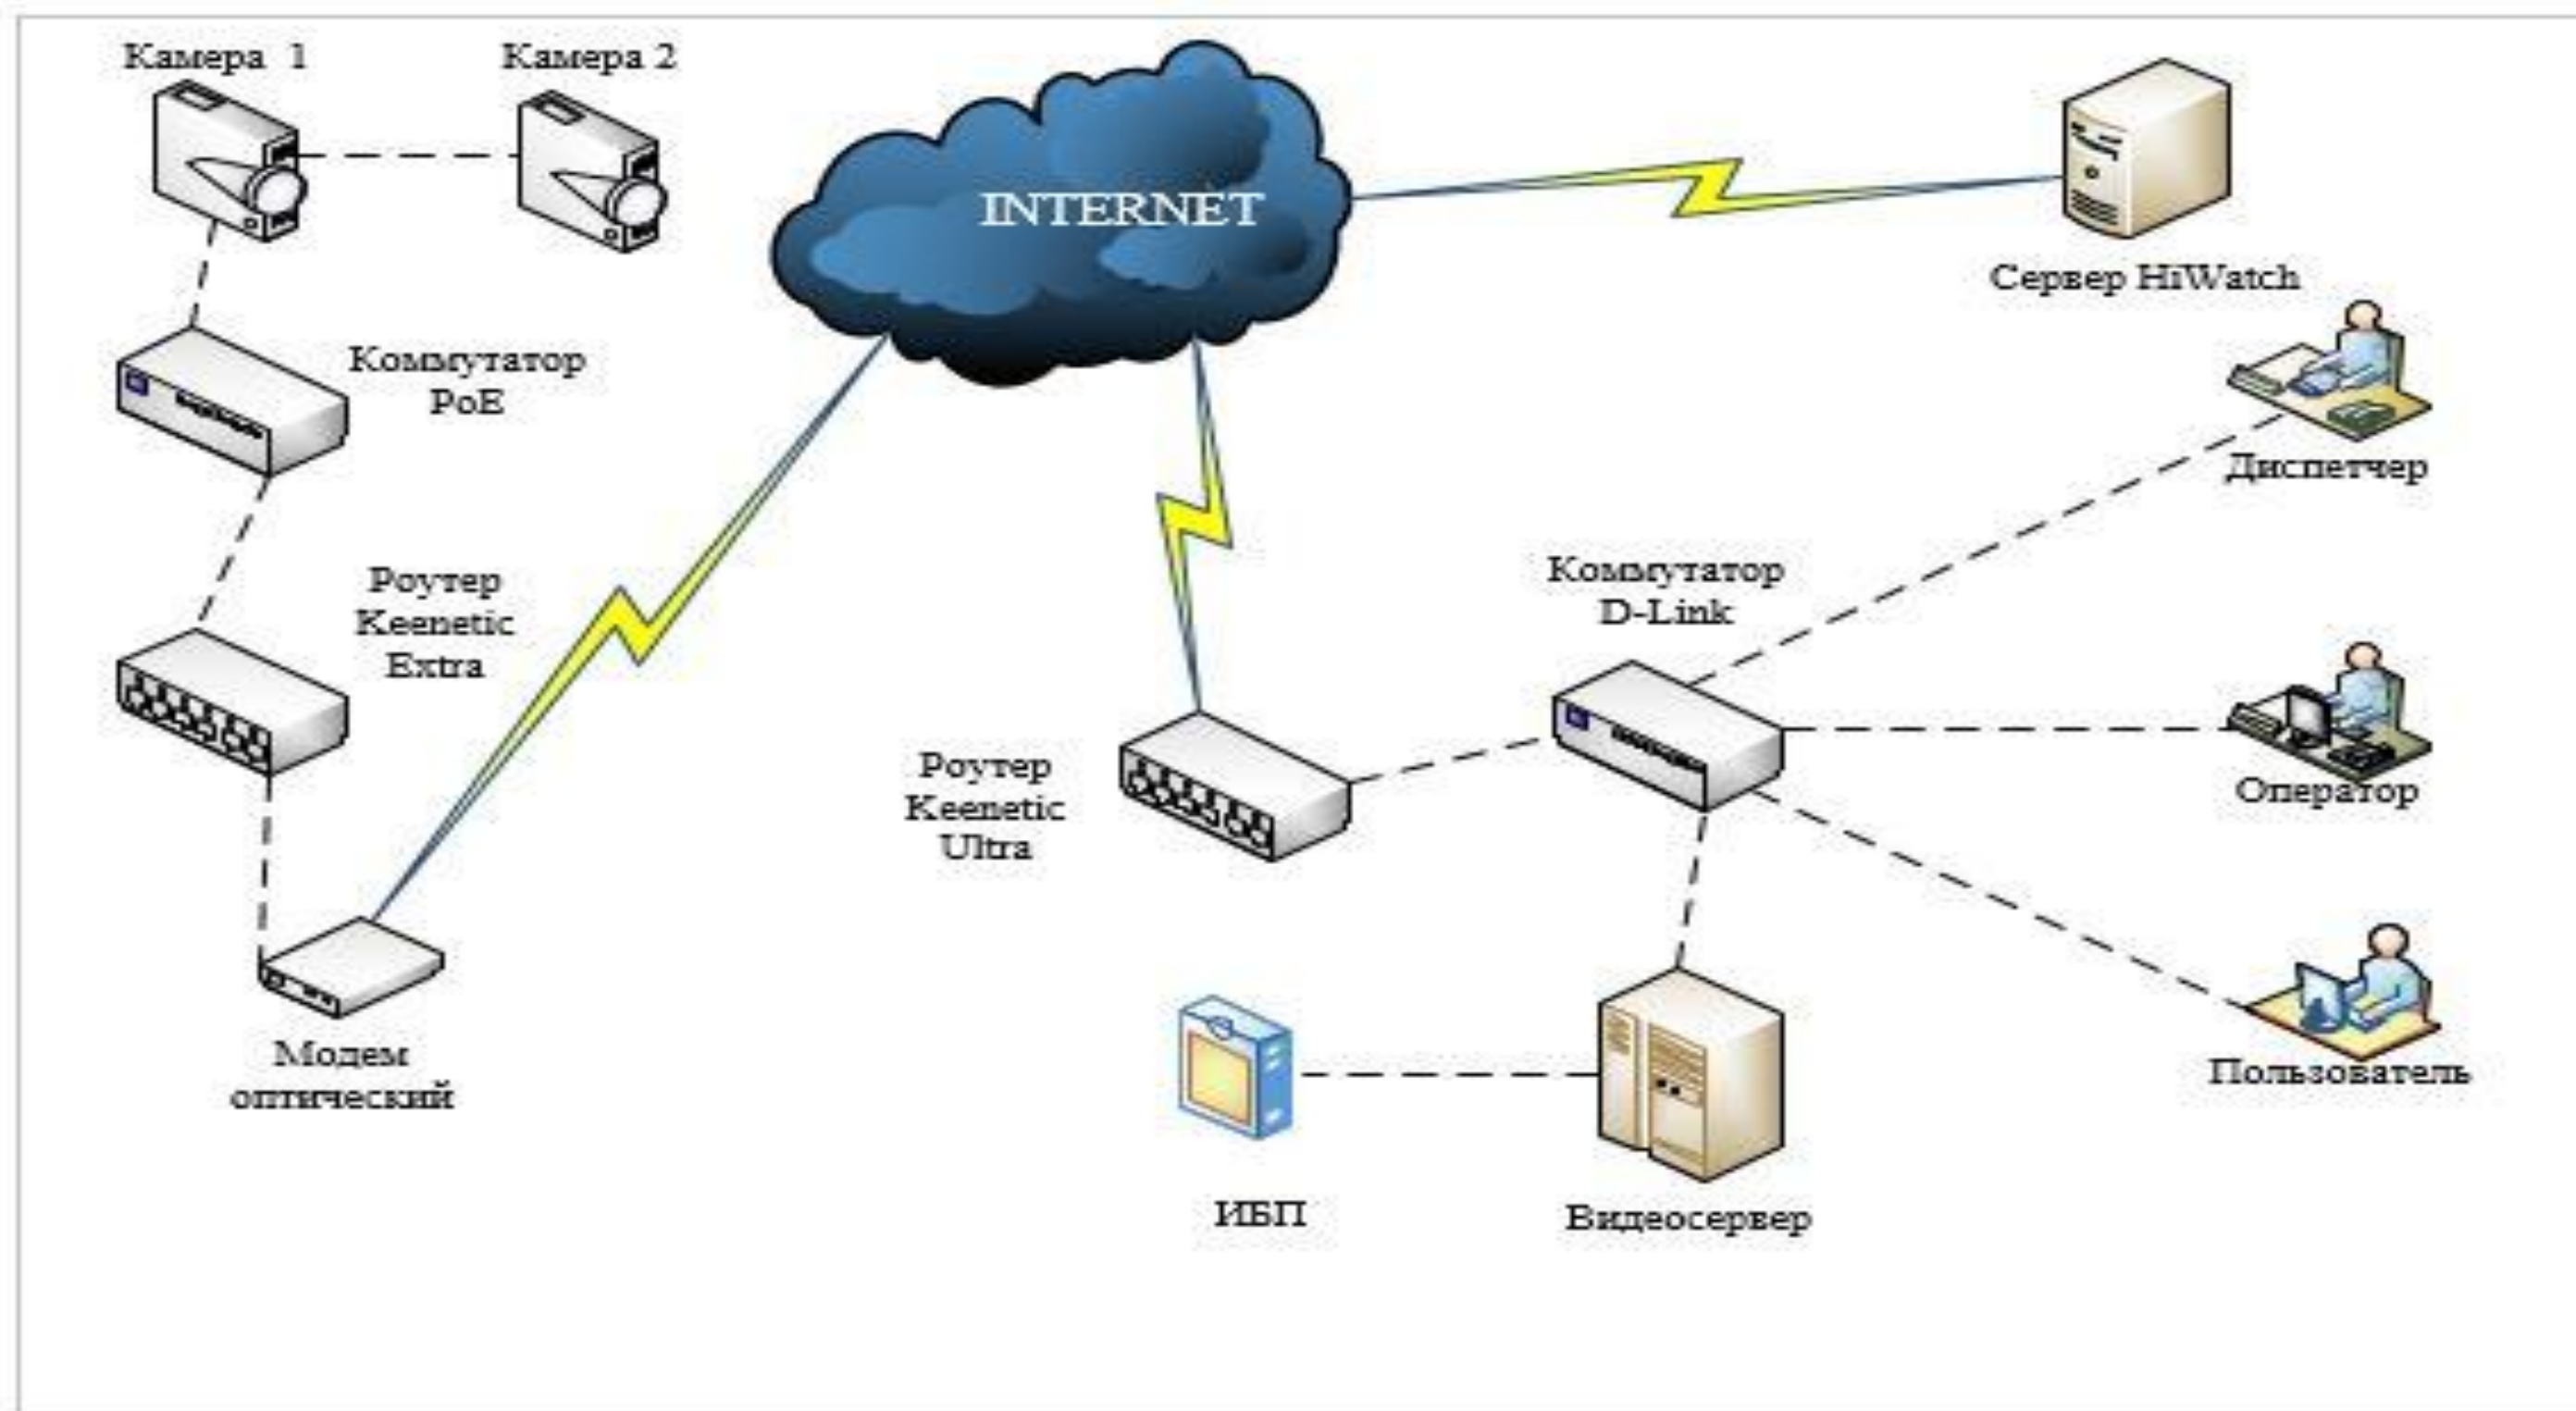 Камера 1
Камера 2
INTERNET
Сервер HiWatch
Коммутатор
PoE
Диспетчер
Роутер
Keenetic
Extra
Коммутатор
D-Link
Роутер
Keenetic
Ultra
Оператор
Модем
оптический
Пользователь
ИБП
Видеосервер